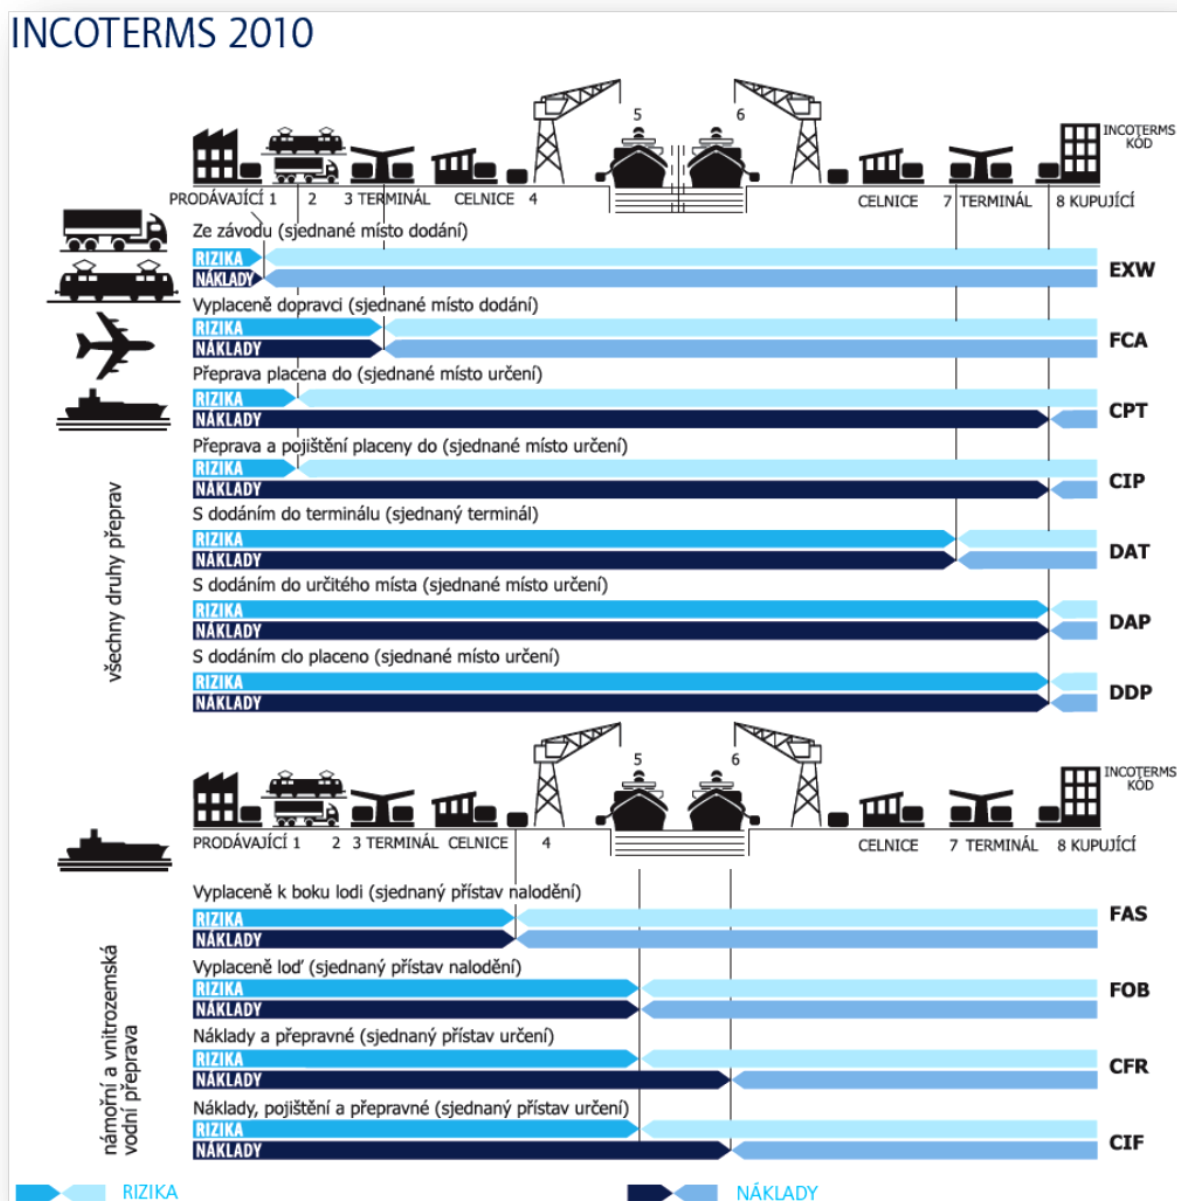 INCOTERMS 2010
5
6
INCOTERMS
KÓD
PRODÁVAJÍCÍ 1 2 3 TERMINÁL CELNICE 4 CELNICE 7 TERMINÁL 8 KUPUJÍCÍ
Ze závodu (sjednané místo dodání)
RIZIKA
NÁKLADY
EXW
Vyplaceně dopravci (sjednané místo dodání)
RIZIKA
NÁKLADY
FCA
Přeprava placena do (sjednané místo určení)
RIZIKA
NÁKLADY
CPT
Přeprava a pojištění placeny do (sjednané místo určení)
RIZIKA
NÁKLADY
CIP
S dodáním do terminálu (sjednaný terminál)
RIZIKA
NÁKLADY
DAT
S dodáním do určitého místa (sjednané místo určení)
RIZIKA
NÁKLADY
DAP
S dodáním clo placeno (sjednané místo určení)
RIZIKA
NÁKLADY
DDP
všechny druhy přeprav
5
6
INCOTERMS
KÓD
PRODÁVAJÍCÍ 1 2 3 TERMINÁL CELNICE 4 CELNICE 7 TERMINÁL 8 KUPUJÍCÍ
Vyplaceně k boku lodi (sjednaný přístav nalodění)
RIZIKA
NÁKLADY
FAS
Vyplaceně loď (sjednaný přístav nalodění)
RIZIKA
NÁKLADY
FOB
Náklady a přepravné (sjednaný přístav určení)
RIZIKA
NÁKLADY
CFR
Náklady, pojištění a přepravné (sjednaný přístav určení)
RIZIKA
NÁKLADY
CIF
námořní a vnitrozemská
vodní přeprava
RIZIKA
NÁKLADY